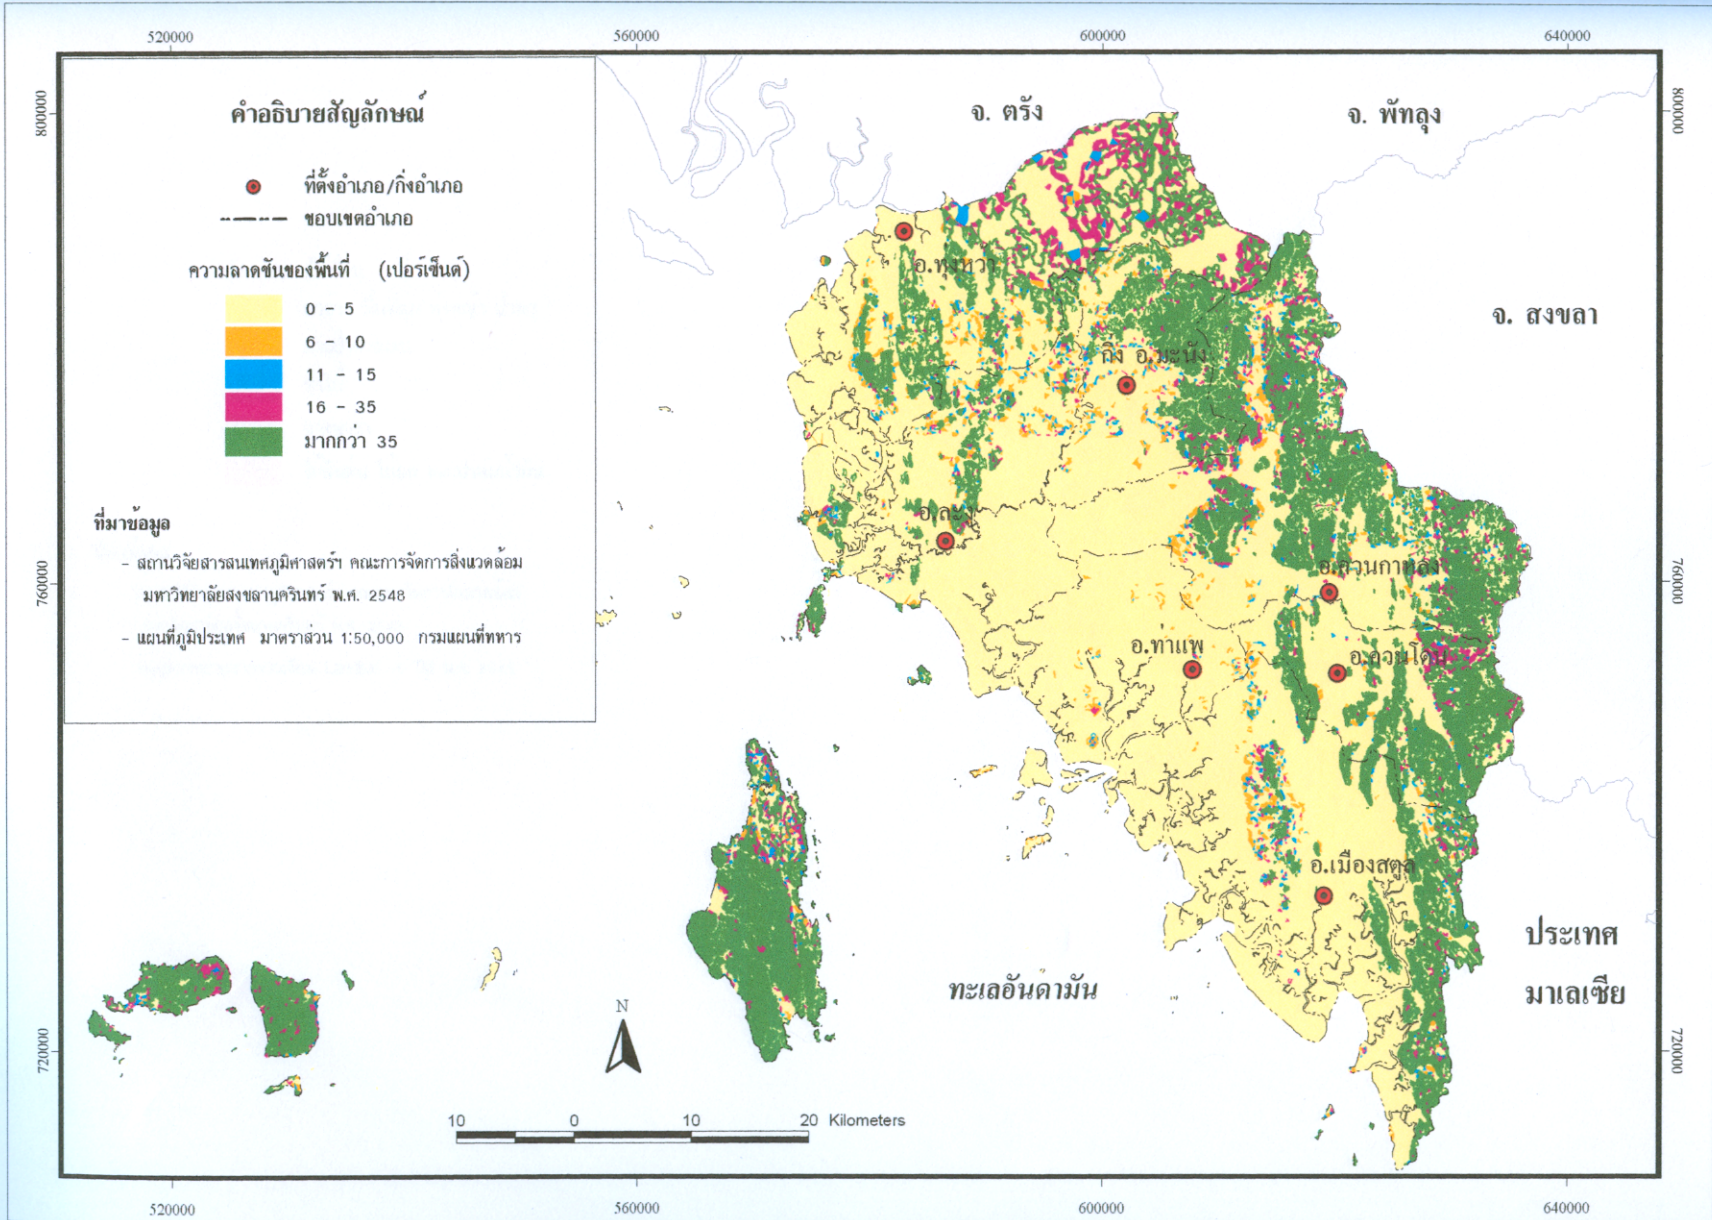 520000
560000
600000
640000
800000
800000
คำอธิบายสัญลักษณ์
ที่ตั้งอำเภอ/กิ่งอำเภอ
ขอบเขตอำเภอ
ความลาดชันของพื้นที่ (เปอร์เซ็นต์)
0 - 5
6 - 10
11 - 15
16 - 35
มากกว่า 35
ที่มาข้อมูล
- สถานวิจัยสารสนเทศภูมิศาสตร์ฯ คณะการจัดการสิ่งแวดล้อม
มหาวิทยาลัยสงขลานครินทร์ พ.ศ. 2548
- แผนที่ภูมิประเทศ มาตราส่วน 1:50,000 กรมแผนที่ทหาร
จ. ตรัง
จ. พัทลุง
จ. สงขลา
อ.ทุ่งหว้า
กิ่ง อ.มะนัง
อ.ละงู
อ.ควนกาหลง
760000
760000
อ.ท่าแพ
อ.ควนโดน
อ.เมืองสตูล
ประเทศ
มาเลเซีย
ทะเลอันดามัน
N
720000
720000
10 0 10 20 Kilometers
520000
560000
600000
640000